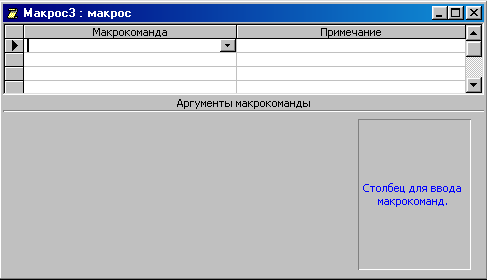 Макрос3 : макрос
Макрокоманда Примечание
Аргументы макрокоманды
Столбец для ввода
макрокоманд.